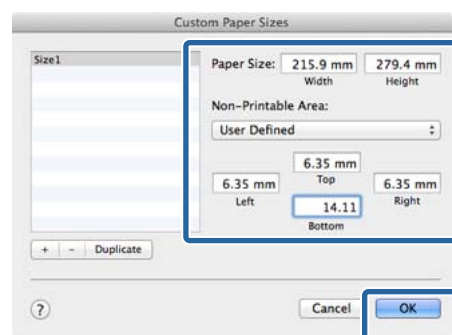 Custom Paper Sizes
Size1
Paper Size: 215.9 mm 279.4 mm
Width Height
Non-Printable Area:
User Defined
6.35 mm
Top
6.35 mm 6.35 mm
Left Right
14.11
Bottom
+ - Duplicate
? Cancel OK